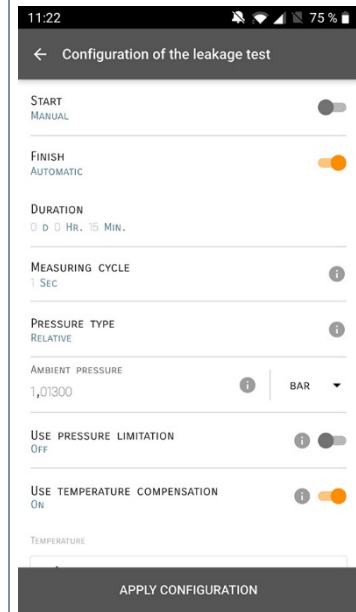 11:22
75 %
Configuration of the leakage test
START
MANUAL
FINISH
AUTOMATIC
DURATION
0 D 0 HR. 15 MIN.
MEASURING CYCLE
1 SEC
PRESSURE TYPE
RELATIVE
AMBIENT PRESSURE
1,01300
BAR
USE PRESSURE LIMITATION
OFF
USE TEMPERATURE COMPENSATION
ON
TEMPERATURE
APPLY CONFIGURATION